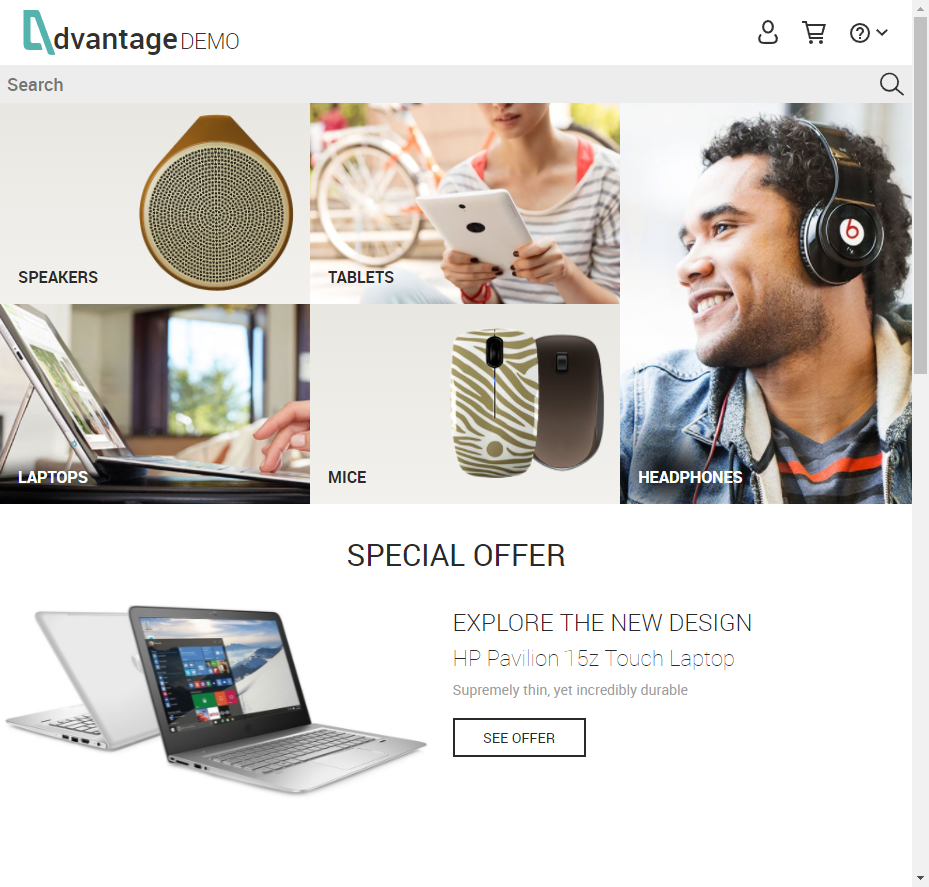 dvantage DEMO
Search
SPEAKERS
TABLETS
LAPTOPS
MICE
HEADPHONES
SPECIAL OFFER
EXPLORE THE NEW DESIGN
HP Pavilion 15z Touch Laptop
Supremely thin, yet incredibly durable
SEE OFFER